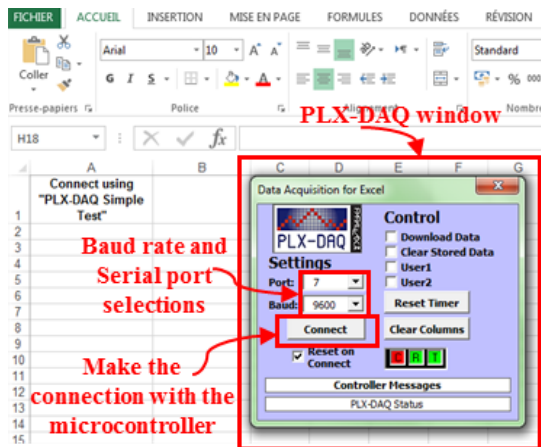 FICHIER ACCUEIL INSERTION MISE EN PAGE FORMULES DONNÉES RÉVISION
Coller Arial 10 A A Standard
G I S A % 000
Presse-papiers Police Alignement Nombr
PLX-DAQ window
H18 fx
A B C D E F G
1 Connect using
"PLX-DAQ Simple
Test"
2
3
4
5
6
7
8
9
10
11
12
13
14
15
Baud rate and
Serial port
selections
Make the
connection with the
microcontroller
Data Acquisition for Excel
PLX-DAQ
PARALLAX
Control
Download Data
Clear Stored Data
User1
User2
Settings
Port: 7
Baud: 9600
Reset Timer
Connect
Clear Columns
Reset on
Connect
C R T
Controller Messages
PLX-DAQ Status